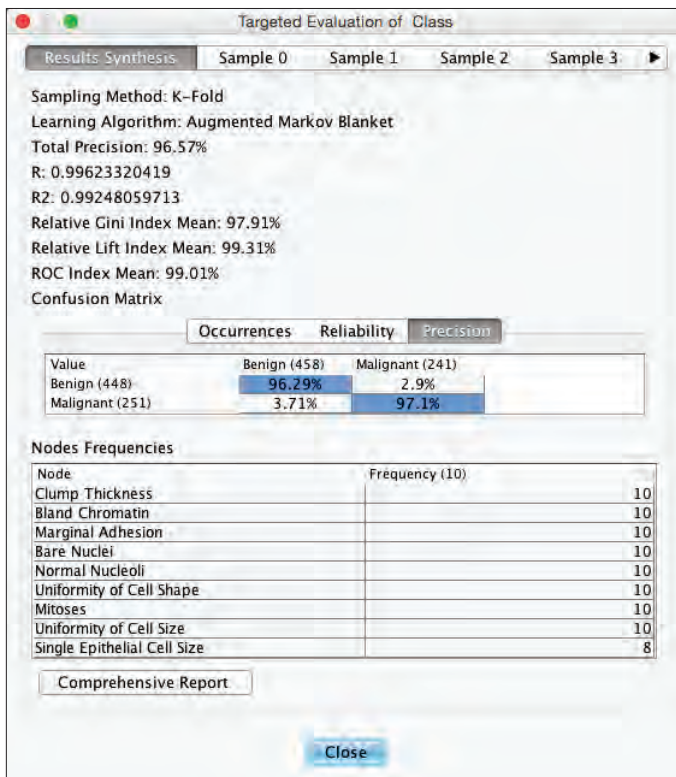 Targeted Evaluation of Class
Results Synthesis Sample 0 Sample 1 Sample 2 Sample 3
Sampling Method: K-Fold
Learning Algorithm: Augmented Markov Blanket
Total Precision: 96.57%
R: 0.99623320419
R2: 0.99248059713
Relative Gini Index Mean: 97.91%
Relative Lift Index Mean: 99.31%
ROC Index Mean: 99.01%
Confusion Matrix
Occurrences Reliability Precision
Value Benign (458) Malignant (241)
Benign (448) 96.29% 2.9%
Malignant (251) 3.71% 97.1%
Nodes Frequencies
Node Frequency (10)
Clump Thickness 10
Bland Chromatin 10
Marginal Adhesion 10
Bare Nuclei 10
Normal Nucleoli 10
Uniformity of Cell Shape 10
Mitoses 10
Uniformity of Cell Size 10
Single Epithelial Cell Size 8
Comprehensive Report
Close